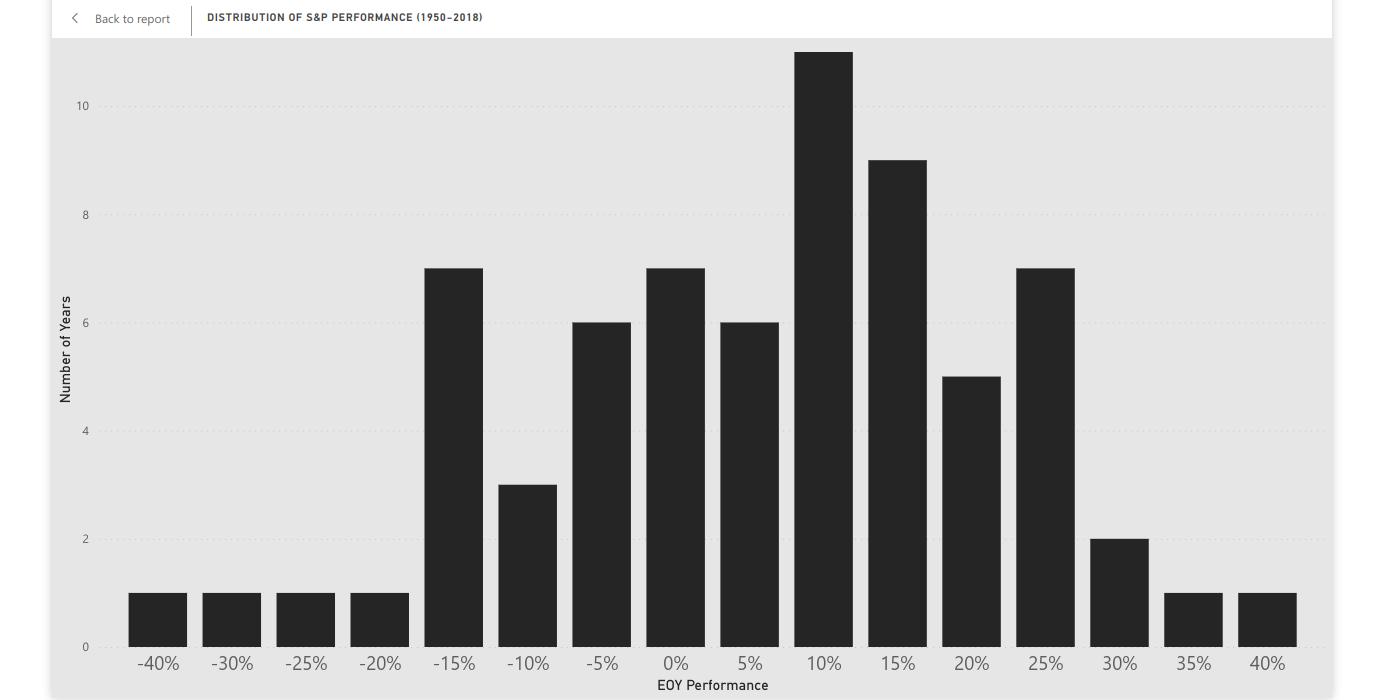 Back to report
DISTRIBUTION OF S&P PERFORMANCE (1950-2018)
Number of Years
10
8
6
4
2
0
-40% -30% -25% -20% -15% -10% -5% 0% 5% 10% 15% 20% 25% 30% 35% 40%
EOY Performance